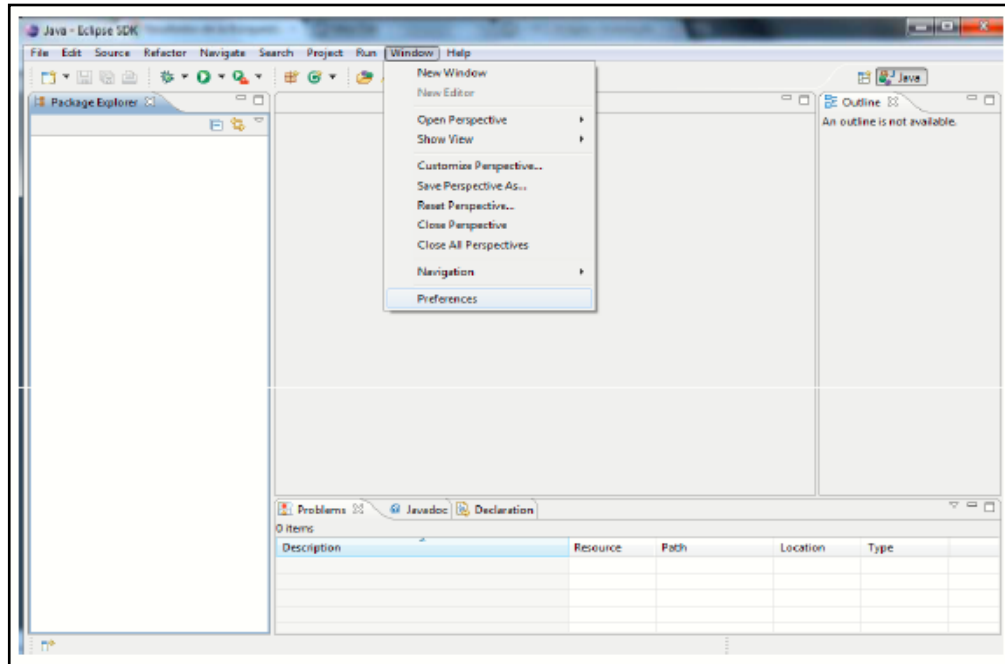 Java - Eclipse SDK
File Edit Source Refactor Navigate Search Project Run Window Help
Java
Package Explorer
New Window
New Editor
Open Perspective
Show View
Customize Perspective...
Save Perspective As...
Reset Perspective...
Close Perspective
Close All Perspectives
Navigation
Preferences
Outline
An outline is not available.
Problems Javadoc Declaration
0 items
Description Resource Path Location Type